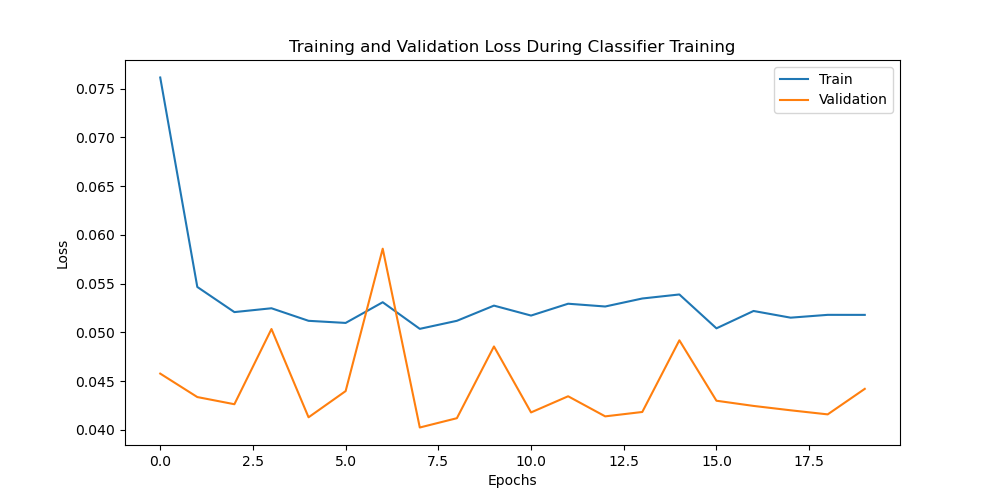 Training and Validation Loss During Classifier Training
Train
Validation
0.075
0.070
0.065
0.060
0.055
0.050
0.045
0.040
Loss
0.0 2.5 5.0 7.5 10.0 12.5 15.0 17.5
Epochs